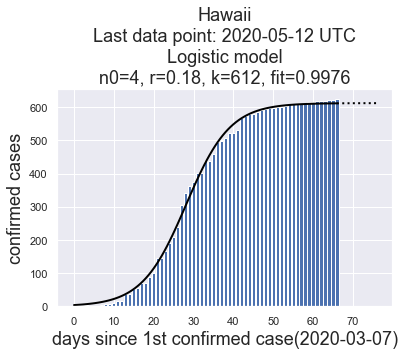 Hawaii
Last data point: 2020-05-12 UTC
Logistic model
n0=4, r=0.18, k=612, fit=0.9976
600
500
400
300
200
100
0
confirmed cases
0 10 20 30 40 50 60 70
days since 1st confirmed case(2020-03-07)